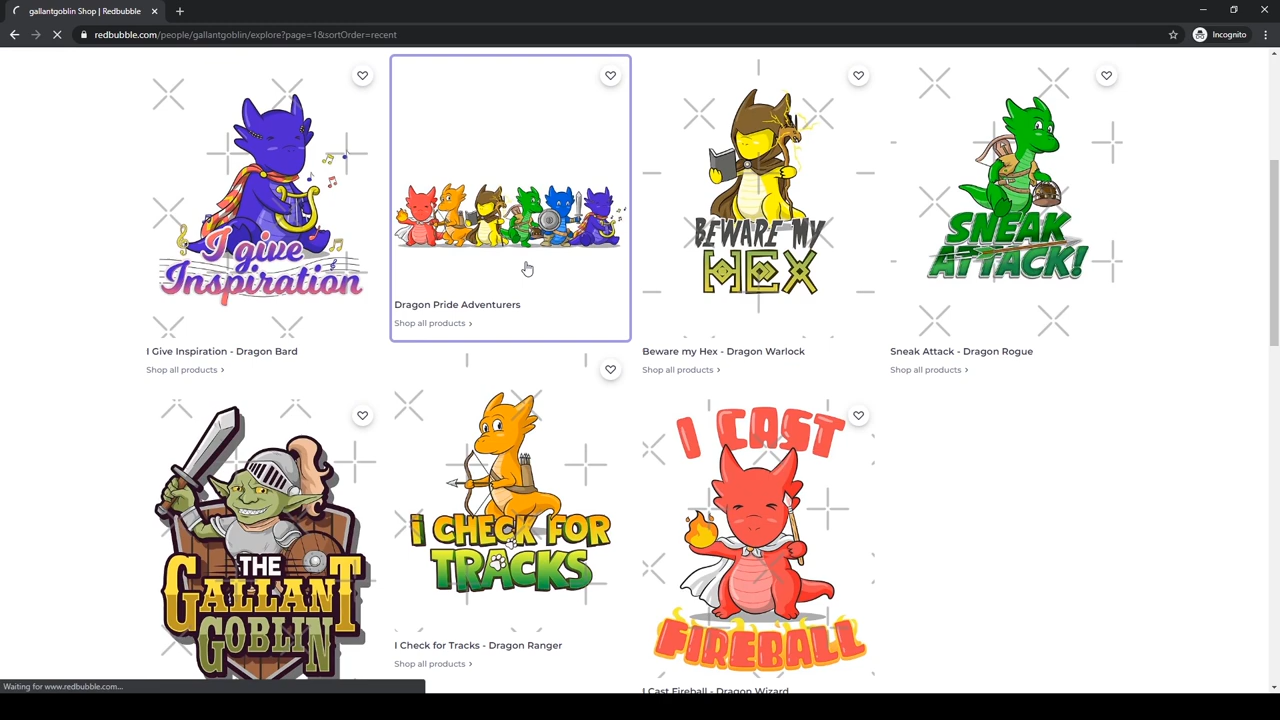 gallantgoblin Shop | Redbubble
redbubble.com/people/gallantgoblin/explore?page=1&sortOrder=recent
Incognito
I give
Inspiration
BEWARE MY
HEX
SNEAK
ATTACK!
Dragon Pride Adventurers
Shop all products >
I Give Inspiration - Dragon Bard
Shop all products >
Beware my Hex - Dragon Warlock
Shop all products >
Sneak Attack - Dragon Rogue
Shop all products >
THE
GALLANT
GOBLIN
I CHECK FOR
TRACKS
I CAST
FIREBALL
I Check for Tracks - Dragon Ranger
Shop all products >
I Cast Fireball - Dragon Wizard
Waiting for www.redbubble.com...